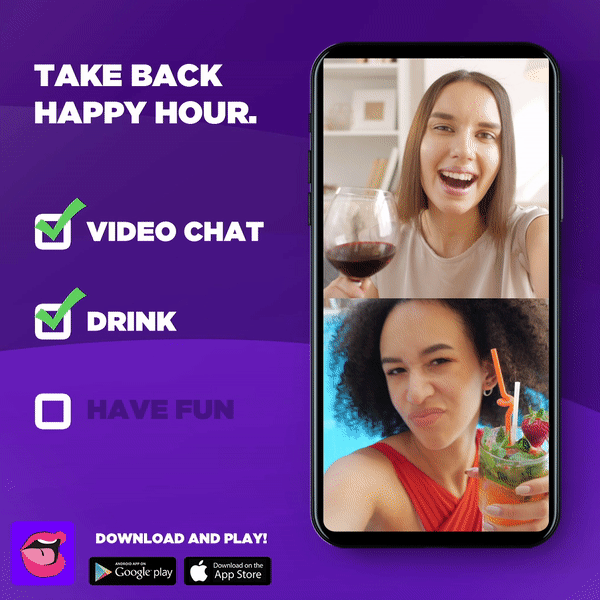 TAKE BACK
HAPPY HOUR.
VIDEO CHAT
DRINK
HAVE FUN
DOWNLOAD AND PLAY!
ANDROID APP ON
Google play
Download on the
App Store